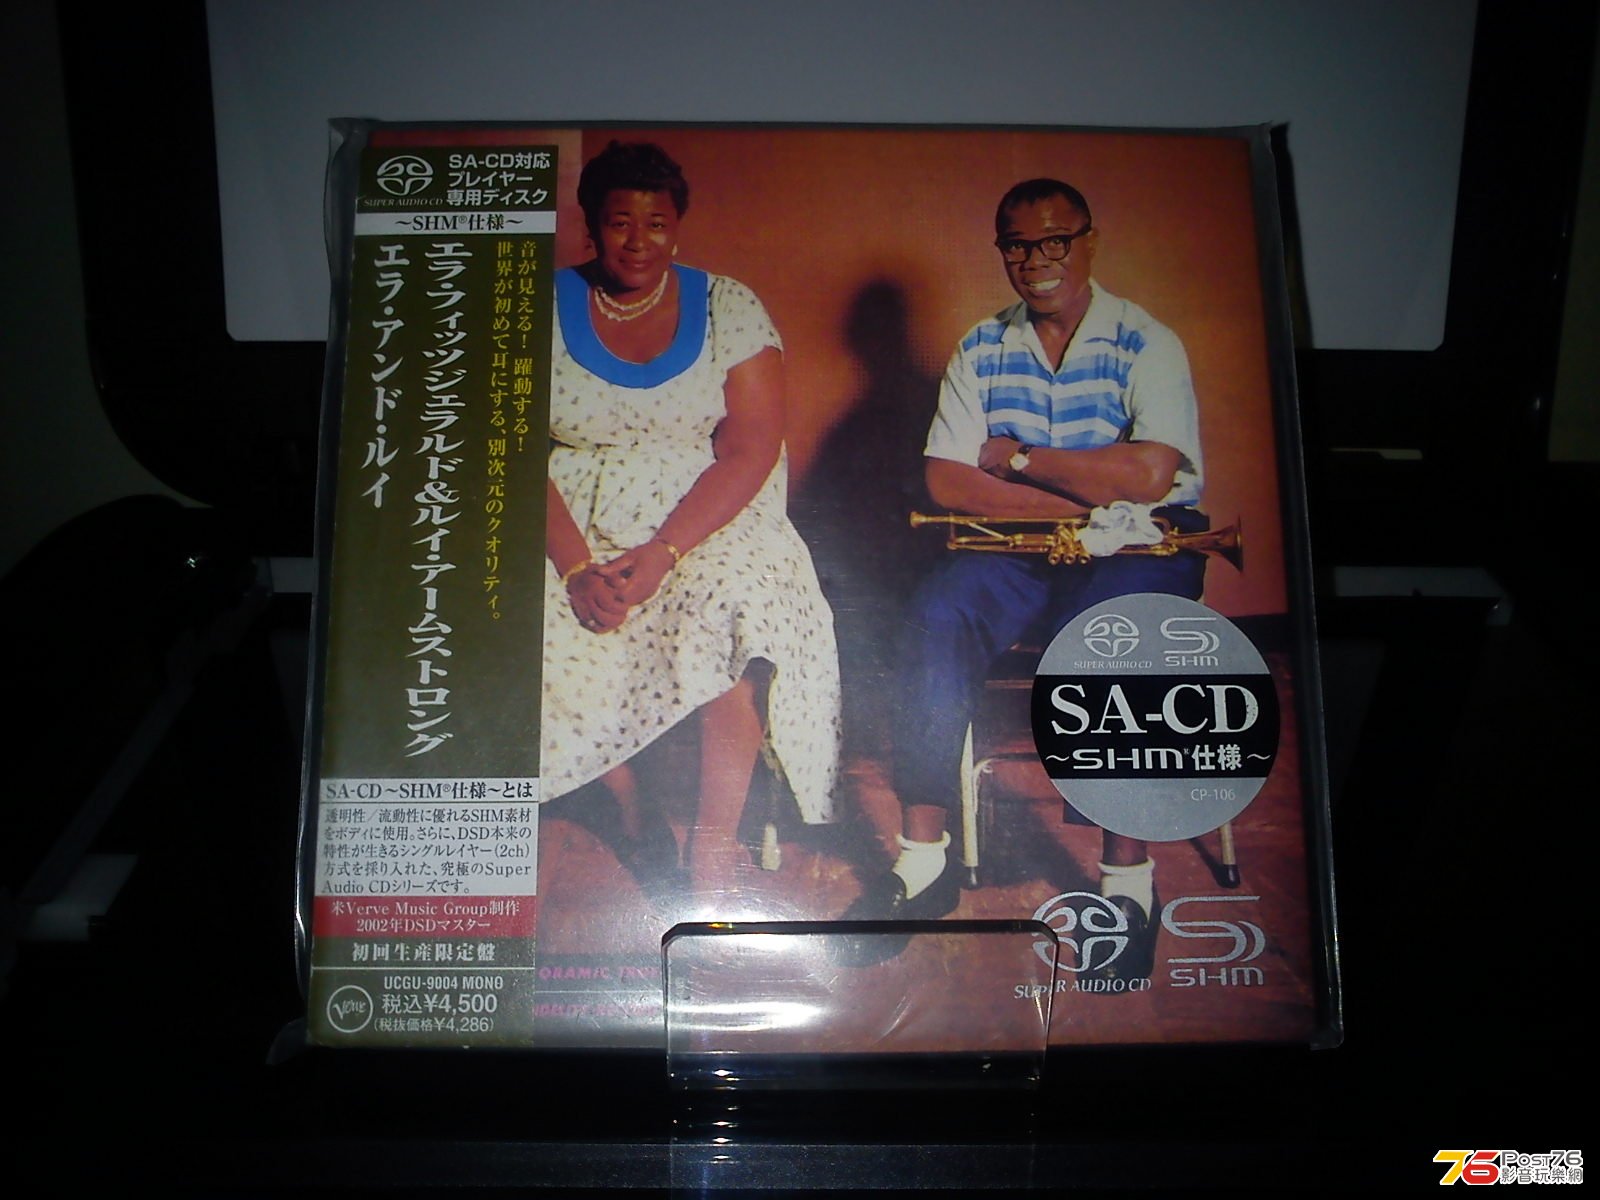 SUPER AUDIO CD
SA-CD対応
プレイヤー
専用ディスク
～SHM®仕様～
音が見える！躍動する！
世界が初めて耳にする、別次元のクオリティ。
エラ・フィッツジェラルド&ルイ・アームストロング
エラ・アンド・ルイ
SA-CD～SHM®仕様～とは
透明性／流動性に優れるSHM素材
をボディに使用。さらに、DSD本来の
特性が生きるシングルレイヤー(2ch)
方式を採り入れた、究極のSuper
Audio CDシリーズです。
米Verve Music Group制作
2002年DSDマスター
初回生産限定盤
UCGU-9004 MONO
Verve
税込¥4,500
(税抜価格¥4,286)
SUPER AUDIO CD
SHM
SA-CD
～SHM®仕様～
CP-106
SUPER AUDIO CD
SHM
76 Post76
影音玩樂網